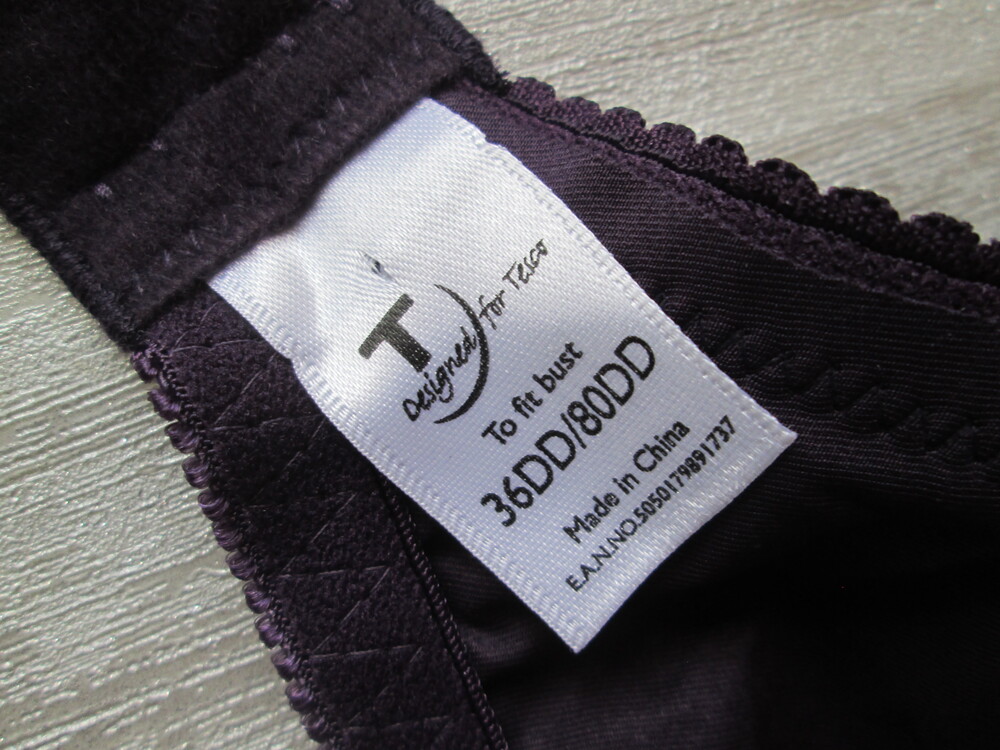 T
Designed for Tesco
To fit bust
36DD/80DD
Made in China
E.A.N.NO.5050179891737